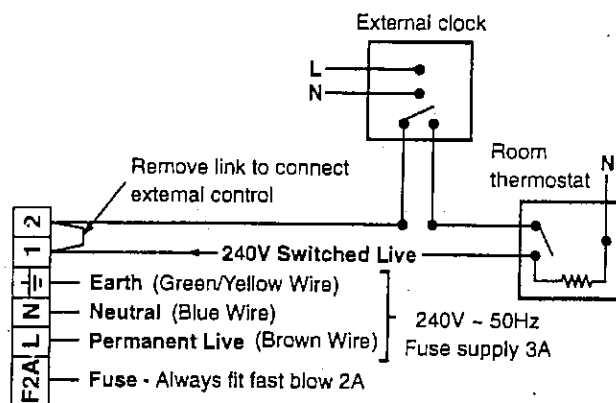 External clock
L
N
Room
thermostat
N
Remove link to connect
external control
2
1
240V Switched Live
Earth (Green/Yellow Wire)
N
Neutral (Blue Wire)
L
Permanent Live (Brown Wire)
240V ~ 50Hz
Fuse supply 3A
F2A
Fuse - Always fit fast blow 2A